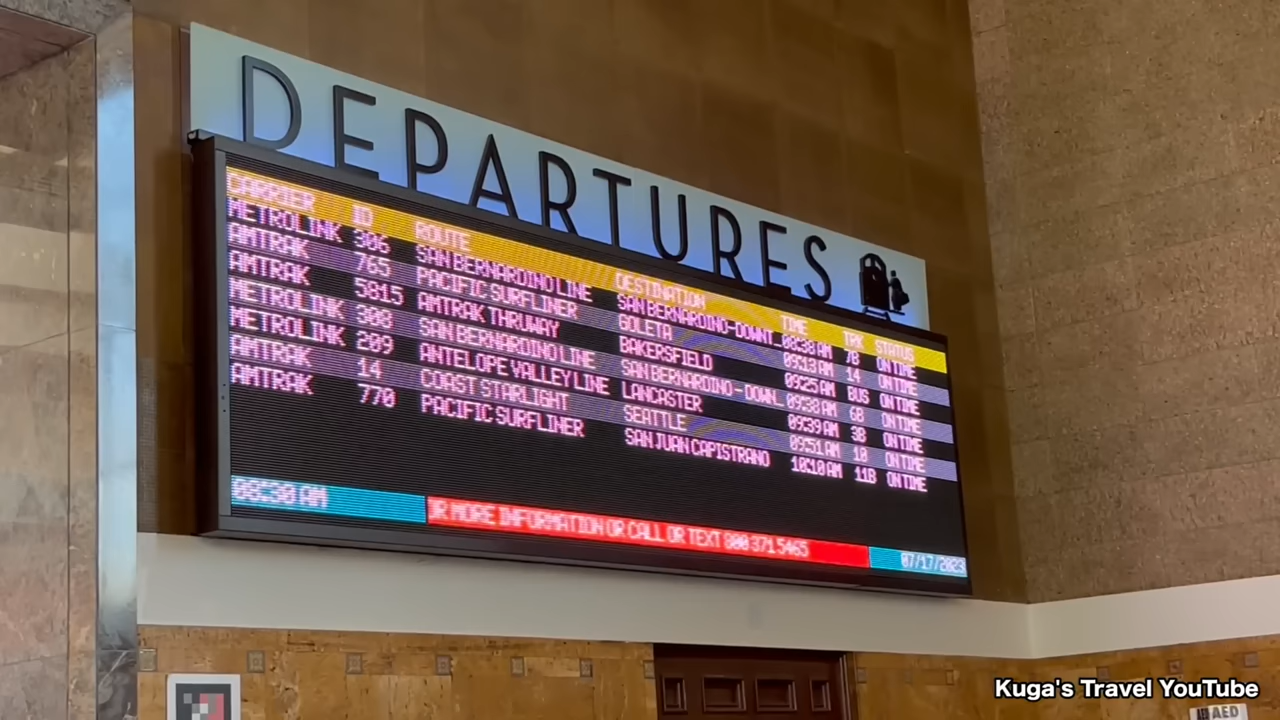 DEPARTURES
CARRIER ID ROUTE DESTINATION TIME TRK STATUS
METROLINK 306 SAN BERNARDINO LINE SAN BERNARDINO-DOWNT... 08:38 AM 7B ON TIME
AMTRAK 765 PACIFIC SURFLINER GOLETA 09:13 AM 14 ON TIME
AMTRAK 5815 AMTRAK THRUWAY BAKERSFIELD 09:25 AM BUS ON TIME
METROLINK 308 SAN BERNARDINO LINE SAN BERNARDINO-DOWN... 09:38 AM 6B ON TIME
METROLINK 209 ANTELOPE VALLEY LINE LANCASTER 09:39 AM 3B ON TIME
AMTRAK 14 COAST STARLIGHT SEATTLE 09:51 AM 10 ON TIME
AMTRAK 770 PACIFIC SURFLINER SAN JUAN CAPISTRANO 10:10 AM 11B ON TIME
08:30 AM OR MORE INFORMATION OR CALL OR TEXT 800 371 5465 07/17/2023
Kuga's Travel YouTube
AED